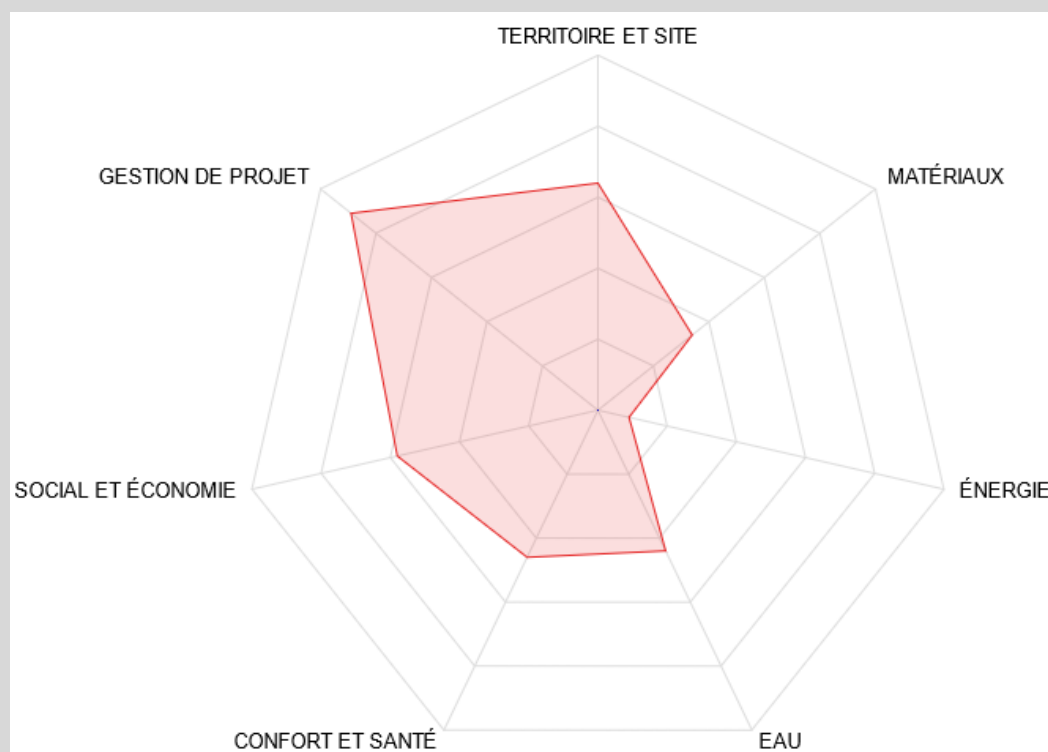 TERRITOIRE ET SITE
GESTION DE PROJET
MATÉRIAUX
SOCIAL ET ÉCONOMIE
ÉNERGIE
CONFORT ET SANTÉ
EAU